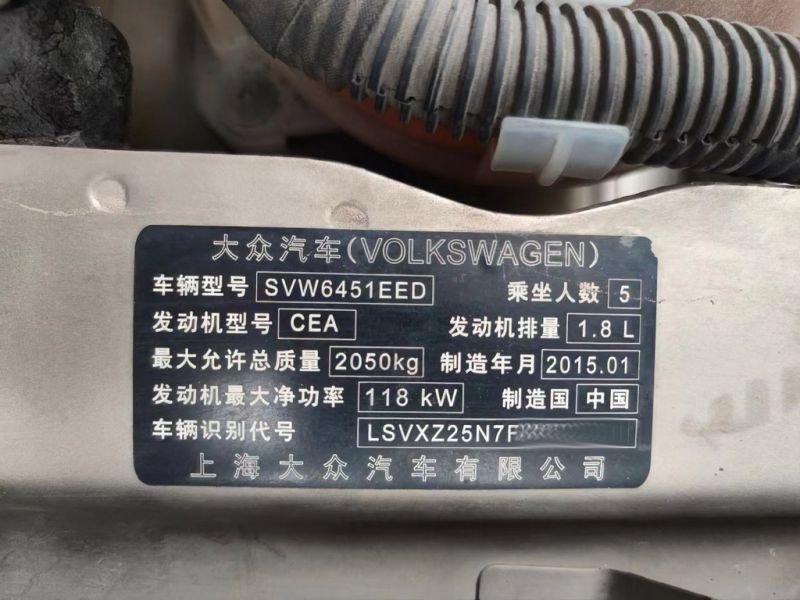 大众汽车(VOLKSWAGEN)
车辆型号 SVW6451EED 乘坐人数 5
发动机型号 CEA 发动机排量 1.8 L
最大允许总质量 2050kg 制造年月 2015.01
发动机最大净功率 118 kW 制造国 中国
车辆识别代号 LSVXZ25N7F
上海大众汽车有限公司